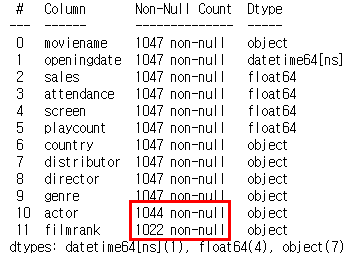 #   Column   Non-Null Count   Dtype
---   ------   --------------   -----
0   moviename   1047 non-null   object
1   openingdate   1047 non-null   datetime64[ns]
2   sales   1047 non-null   float64
3   attendance   1047 non-null   float64
4   screen   1047 non-null   float64
5   playcount   1047 non-null   float64
6   country   1047 non-null   object
7   distributor   1047 non-null   object
8   director   1047 non-null   object
9   genre   1047 non-null   object
10   actor   1044 non-null   object
11   filmrank   1022 non-null   object
dtypes: datetime64[ns](1), float64(4), object(7)